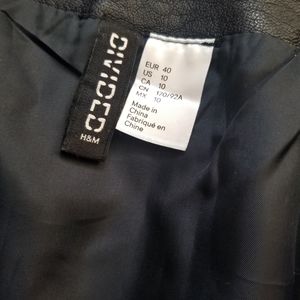 DIVIDED
H&M
EUR 40
US 10
CA 10
CN 170/92A
MX 10
Made in
China
Fabriqué en
Chine